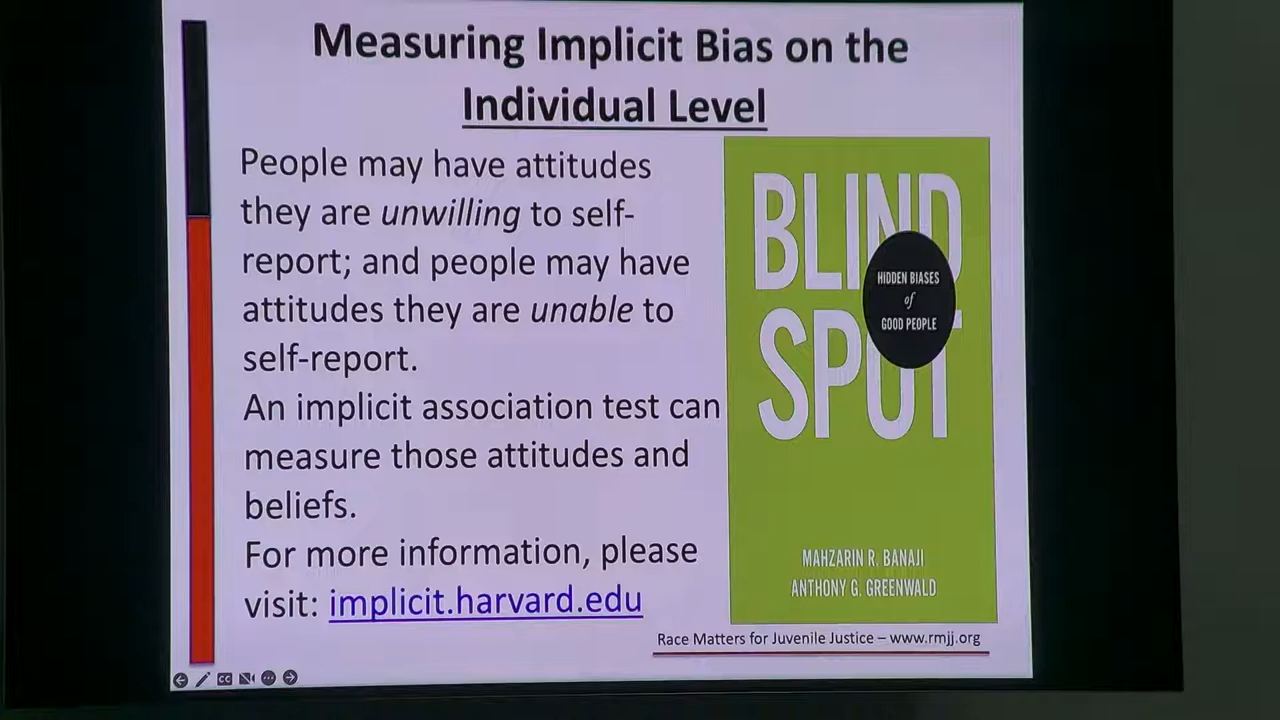 Measuring Implicit Bias on the
Individual Level
People may have attitudes
they are unwilling to self-
report; and people may have
attitudes they are unable to
self-report.
An implicit association test can
measure those attitudes and
beliefs.
For more information, please
visit: implicit.harvard.edu
BLIND
SPOT
HIDDEN BIASES
of
GOOD PEOPLE
MAHZARIN R. BANAJI
ANTHONY G. GREENWALD
Race Matters for Juvenile Justice – www.rmjj.org
CC